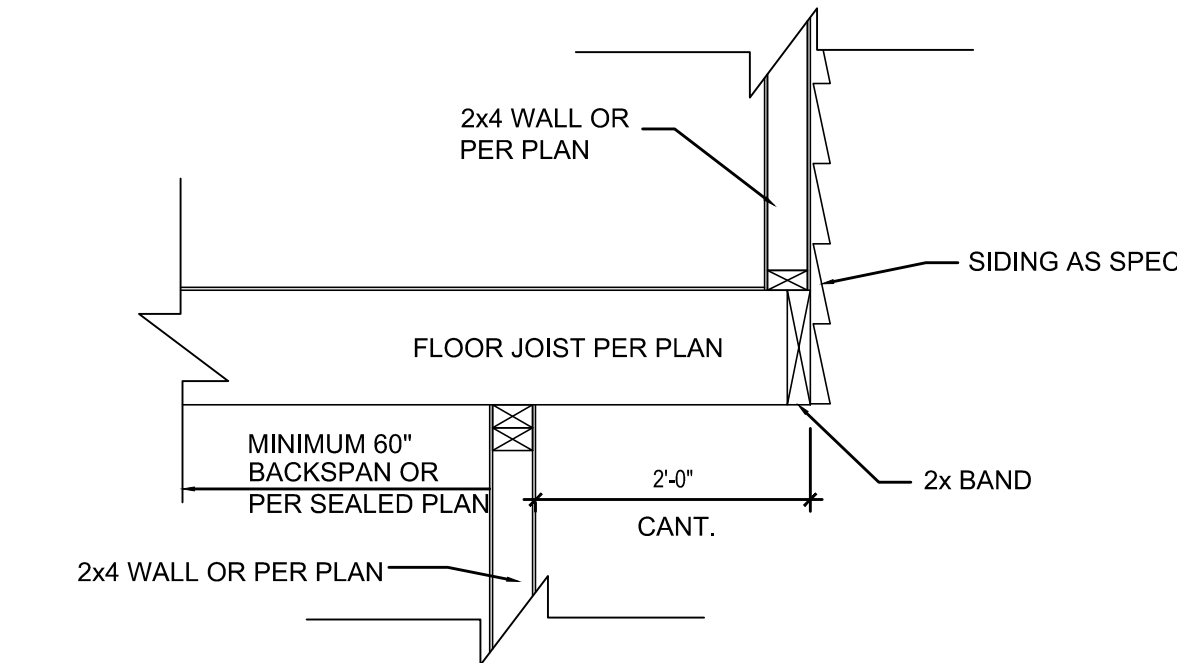 2x4 WALL OR
PER PLAN
SIDING AS SPEC
FLOOR JOIST PER PLAN
MINIMUM 60"
BACKSPAN OR
PER SEALED PLAN
2'-0"
CANT.
2x BAND
2x4 WALL OR PER PLAN